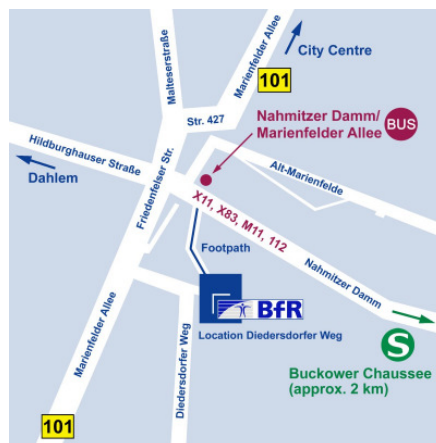 City Centre
Marienfelder Allee
101
Malteserstraße
Str. 427
Nahmitzer Damm/
Marienfelder Allee
BUS
Hildburghauser Straße
Dahlem
Friedenfelser Str.
Alt-Marienfelde
X11, X83, M11, 112
Footpath
Nahmitzer Damm
BfR
Location Diedersdorfer Weg
Marienfelder Allee
Diedersdorfer Weg
S
Buckower Chaussee
(approx. 2 km)
101